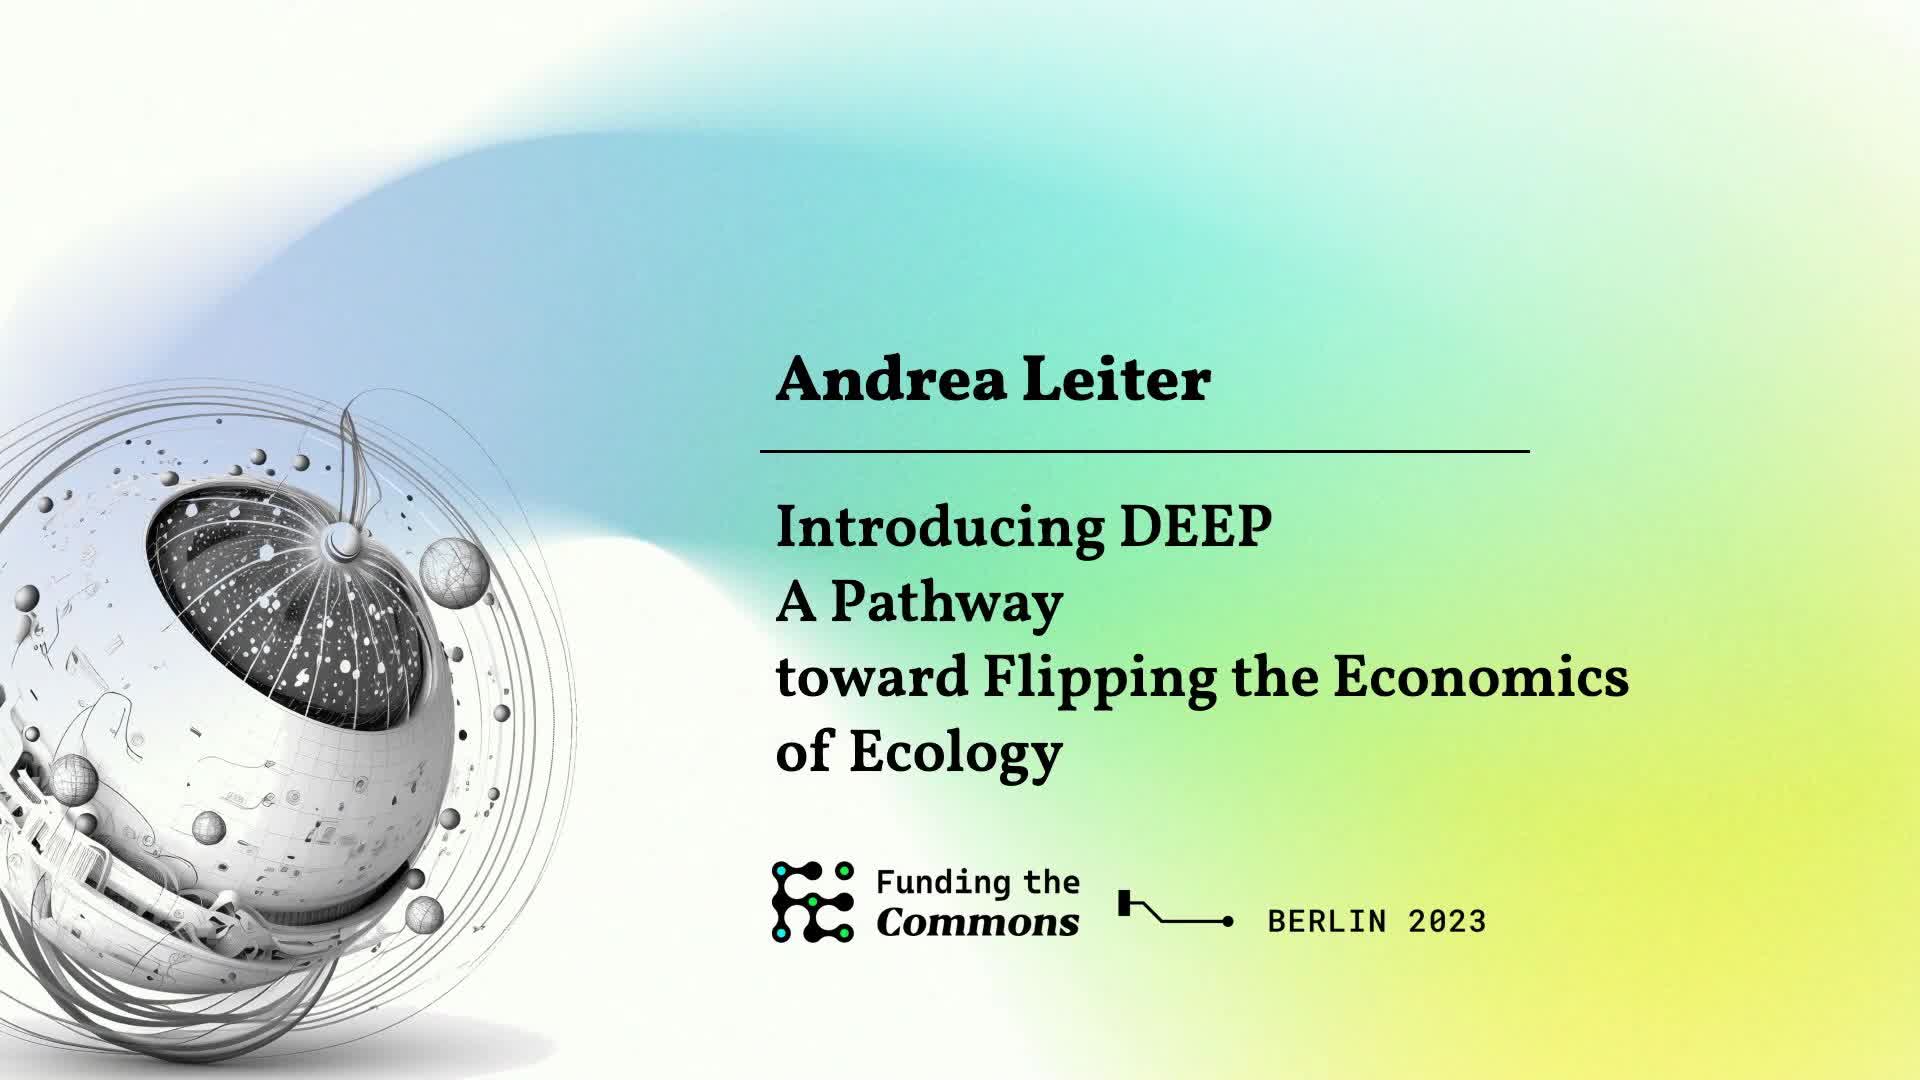 Andrea Leiter
Introducing DEEP
A Pathway
toward Flipping the Economics
of Ecology
Funding the
Commons
BERLIN 2023